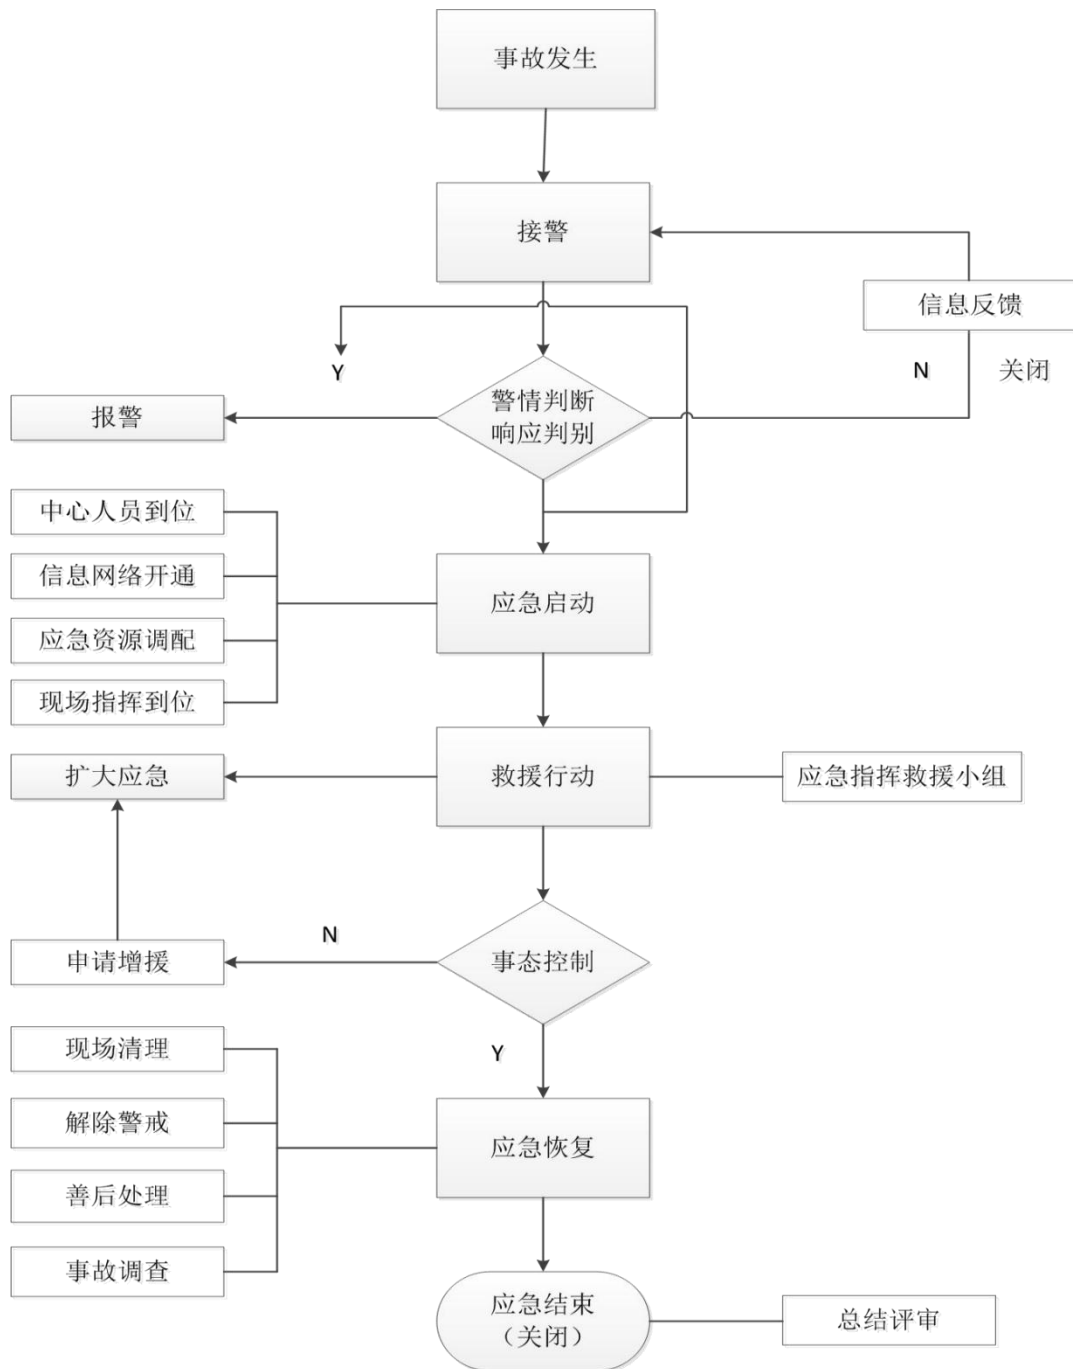 事故发生
接警
信息反馈
Y
N
关闭
报警
警情判断
响应判别
中心人员到位
信息网络开通
应急启动
应急资源调配
现场指挥到位
扩大应急
救援行动
应急指挥救援小组
N
申请增援
事态控制
现场清理
Y
解除警戒
应急恢复
善后处理
事故调查
应急结束
（关闭）
总结评审